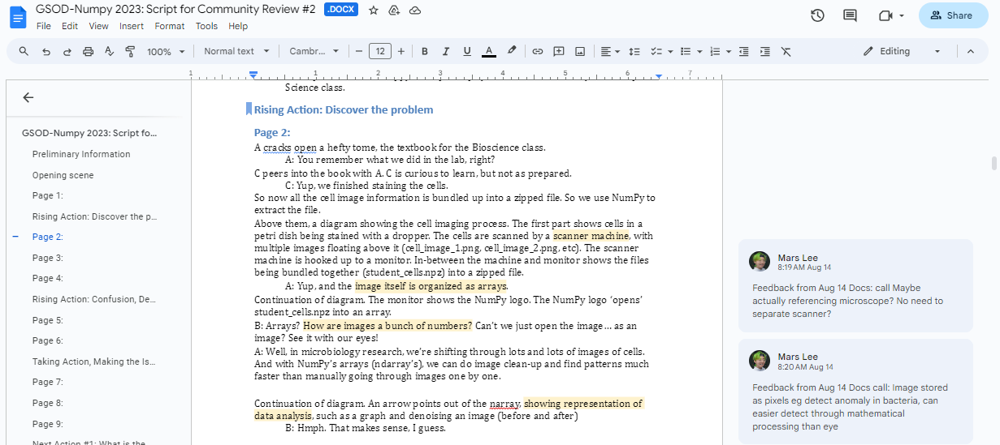 GSOD-Numpy 2023: Script for Community Review #2 .DOCX
File Edit View Insert Format Tools Help
Share
100% Normal text Cambr... 12 B I U A Editing
1 1 2 3 4 5 6 7
GSOD-Numpy 2023: Script fo...
Preliminary Information
Opening scene
Page 1:
Rising Action: Discover the p...
Page 2:
Page 3:
Page 4:
Rising Action: Confusion, De...
Page 5:
Page 6:
Taking Action, Making the Is...
Page 7:
Page 8:
Page 9:
Next Action #1: What is the
Science class.
Rising Action: Discover the problem
Page 2:
A cracks open a hefty tome, the textbook for the Bioscience class.
A: You remember what we did in the lab, right?
C peers into the book with A. C is curious to learn, but not as prepared.
C: Yup, we finished staining the cells.
So now all the cell image information is bundled up into a zipped file. So we use NumPy to
extract the file.
Above them, a diagram showing the cell imaging process. The first part shows cells in a
petri dish being stained with a dropper. The cells are scanned by a scanner machine, with
multiple images floating above it (cell_image_1.png, cell_image_2.png, etc). The scanner
machine is hooked up to a monitor. In-between the machine and monitor shows the files
being bundled together (student_cells.npz) into a zipped file.
A: Yup, and the image itself is organized as arrays.
Continuation of diagram. The monitor shows the NumPy logo. The NumPy logo ‘opens’
student_cells.npz into an array.
B: Arrays? How are images a bunch of numbers? Can’t we just open the image… as an
image? See it with our eyes!
A: Well, in microbiology research, we’re shifting through lots and lots of images of cells.
And with NumPy’s arrays (ndarray’s), we can do image clean-up and find patterns much
faster than manually going through images one by one.
Continuation of diagram. An arrow points out of the narray, showing representation of
data analysis, such as a graph and denoising an image (before and after)
B: Hmph. That makes sense, I guess.
Mars Lee
8:19 AM Aug 14
Feedback from Aug 14 Docs: call Maybe
actually referencing microscope? No need to
separate scanner?
Mars Lee
8:20 AM Aug 14
Feedback from Aug 14 Docs call: Image stored
as pixels eg detect anomaly in bacteria, can
easier detect through mathematical
processing than eye